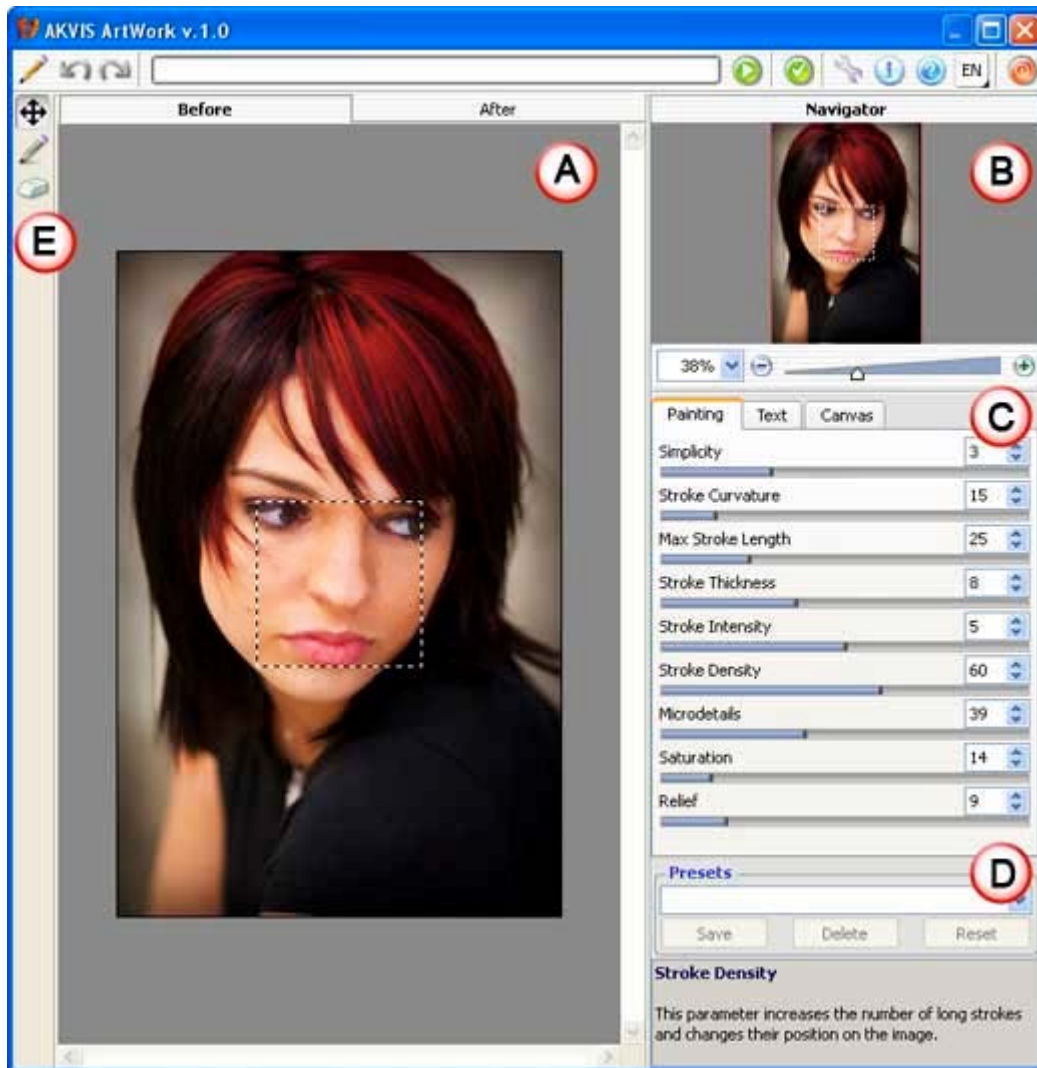 AKVIS ArtWork v.1.0
EN
Before
After
Navigator
A
B
E
38%
Painting
Text
Canvas
C
Simplicity
3
Stroke Curvature
15
Max Stroke Length
25
Stroke Thickness
8
Stroke Intensity
5
Stroke Density
60
Microdetails
39
Saturation
14
Relief
9
Presets
D
Save
Delete
Reset
Stroke Density
This parameter increases the number of long strokes
and changes their position on the image.